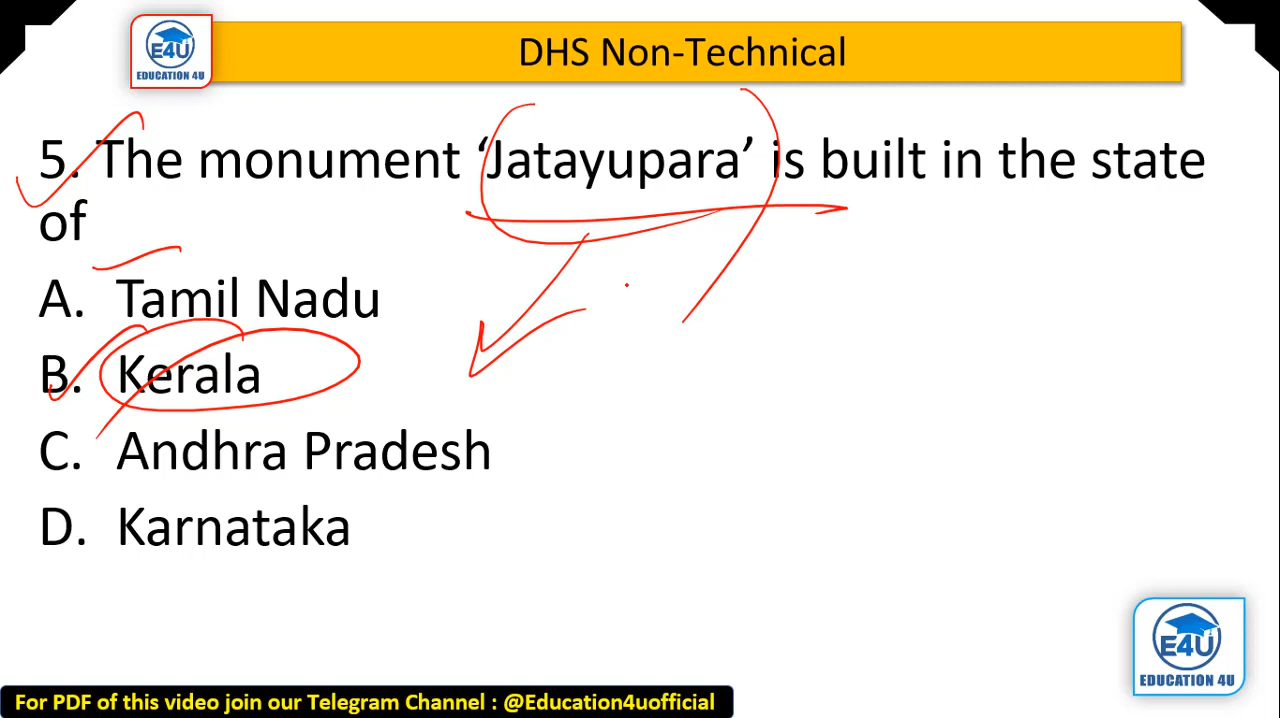 E4U
EDUCATION 4U
DHS Non-Technical
5. The monument ‘Jatayupara’ is built in the state
of
A. Tamil Nadu
B. Kerala
C. Andhra Pradesh
D. Karnataka
E4U
EDUCATION 4U
For PDF of this video join our Telegram Channel : @Education4uofficial